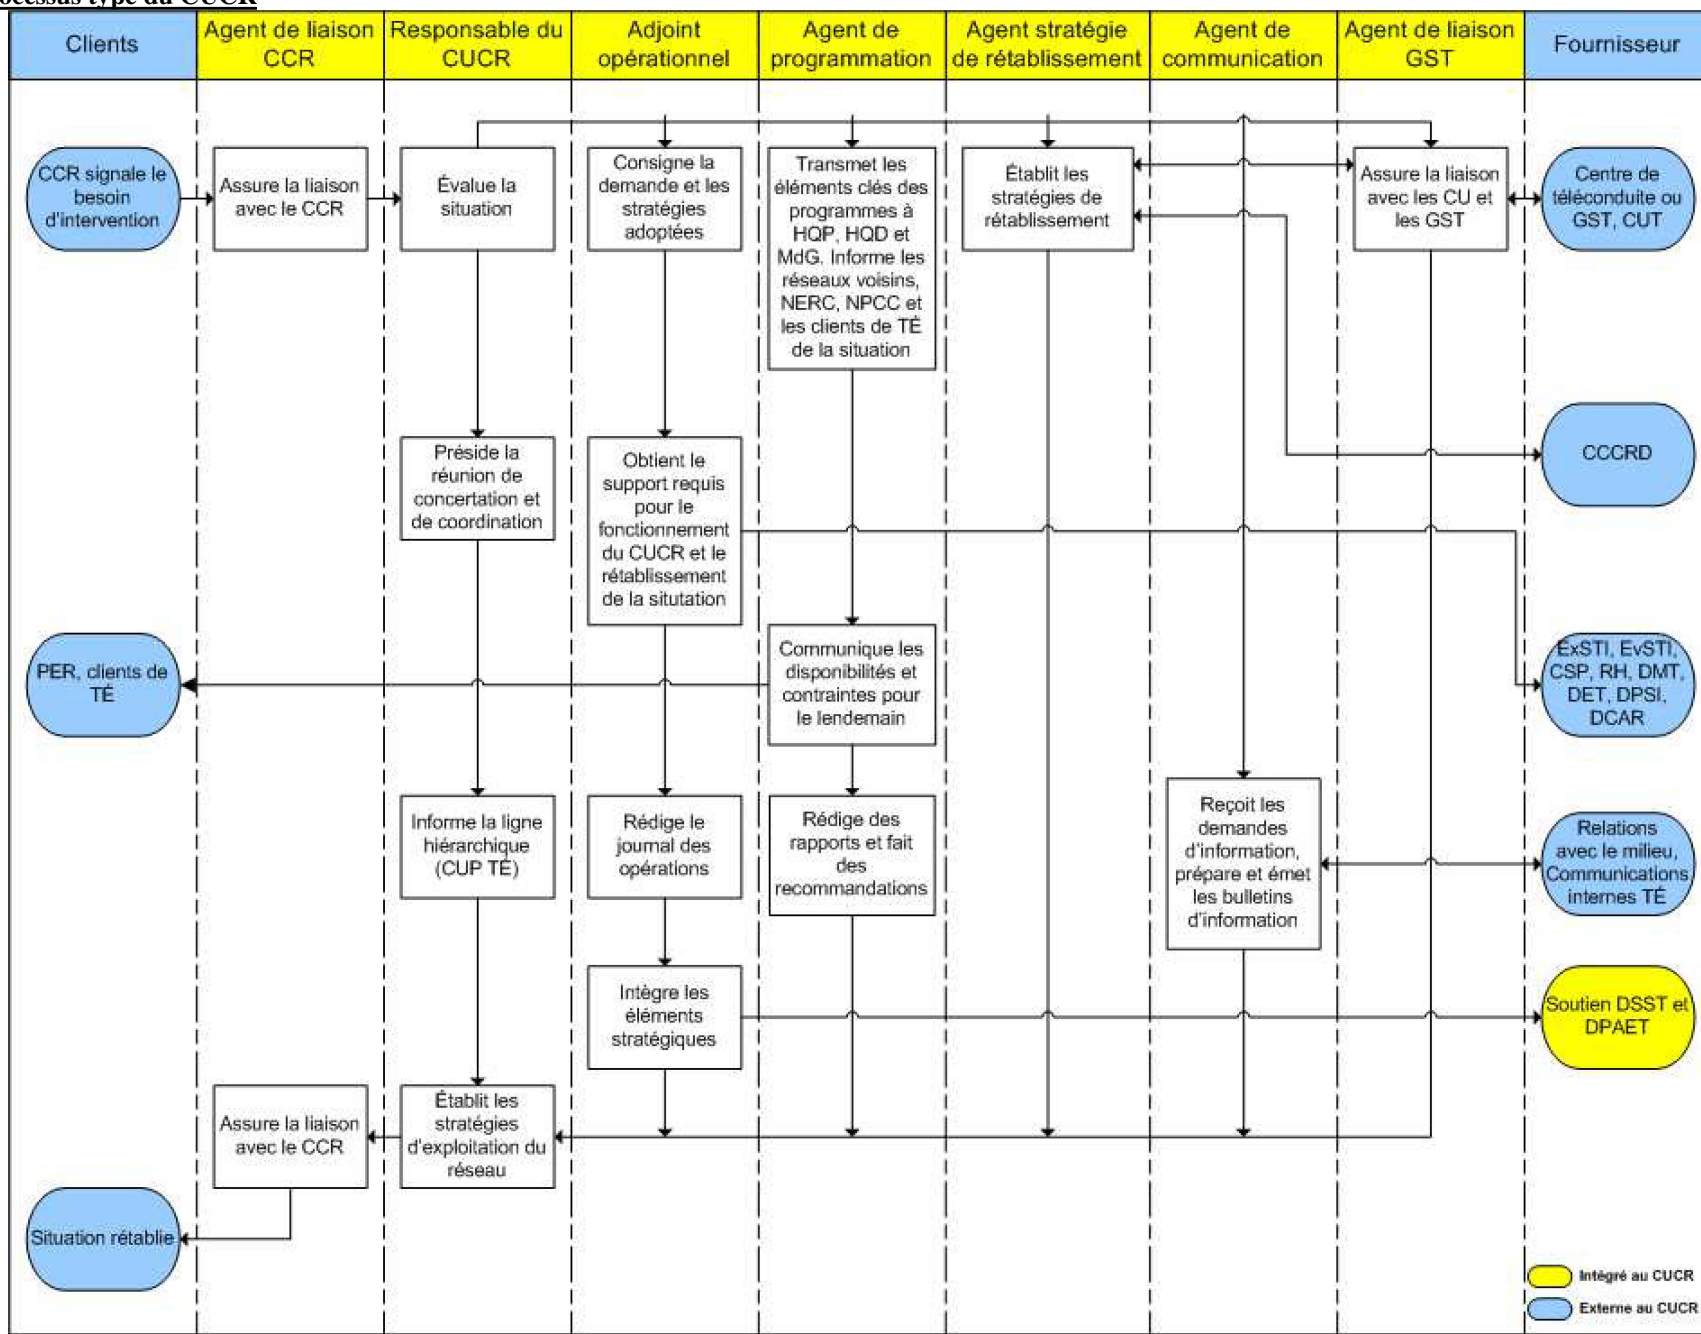 Processus type du CUCR
Clients
Agent de liaison
CCR
Responsable du
CUCR
Adjoint
opérationnel
Agent de
programmation
Agent stratégie
de rétablissement
Agent de
communication
Agent de liaison
GST
Fournisseur
CCR signale le
besoin
d'intervention
Assure la liaison
avec le CCR
Évalue la
situation
Consigne la
demande et les
stratégies
adoptées
Transmet les
éléments clés des
programmes à
HQP, HQD et
MdG. Informe les
réseaux voisins,
NERC, NPCC et
les clients de TÉ
de la situation
Établit les
stratégies de
rétablissement
Assure la liaison
avec les CU et
les GST
Centre de
téléconduite ou
GST, CUT
Préside la
réunion de
concertation et
de coordination
Obtient le
support requis
pour le
fonctionnement
du CUCR et le
rétablissement
de la situtation
CCCRD
PER, clients de
TÉ
Communique les
disponibilités et
contraintes pour
le lendemain
ExSTI, EvSTI,
CSP, RH, DMT,
DET, DPSI,
DCAR
Informe la ligne
hiérarchique
(CUP TÉ)
Rédige le
journal des
opérations
Rédige des
rapports et fait
des
recommandations
Reçoit les
demandes
d'information,
prépare et émet
les bulletins
d'information
Relations
avec le milieu,
Communications
internes TÉ
Intègre les
éléments
stratégiques
Soutien DSST et
DPAET
Assure la liaison
avec le CCR
Établit les
stratégies
d'exploitation du
réseau
Situation rétablie
Intégré au CUCR
Externe au CUCR